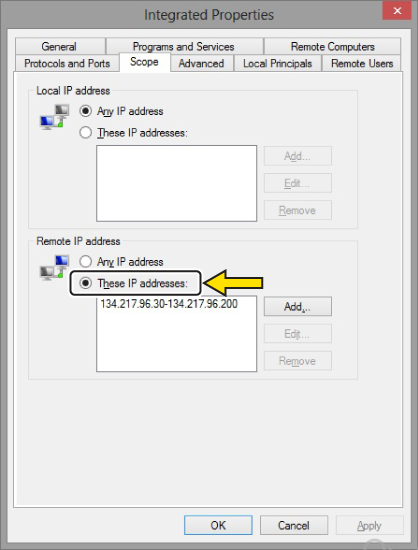 Integrated Properties
General Programs and Services Remote Computers
Protocols and Ports Scope Advanced Local Principals Remote Users
Local IP address
Any IP address
These IP addresses:
Add...
Edit...
Remove
Remote IP address
Any IP address
These IP addresses:
134.217.96.30-134.217.96.200
Add...
Edit...
Remove
OK Cancel Apply